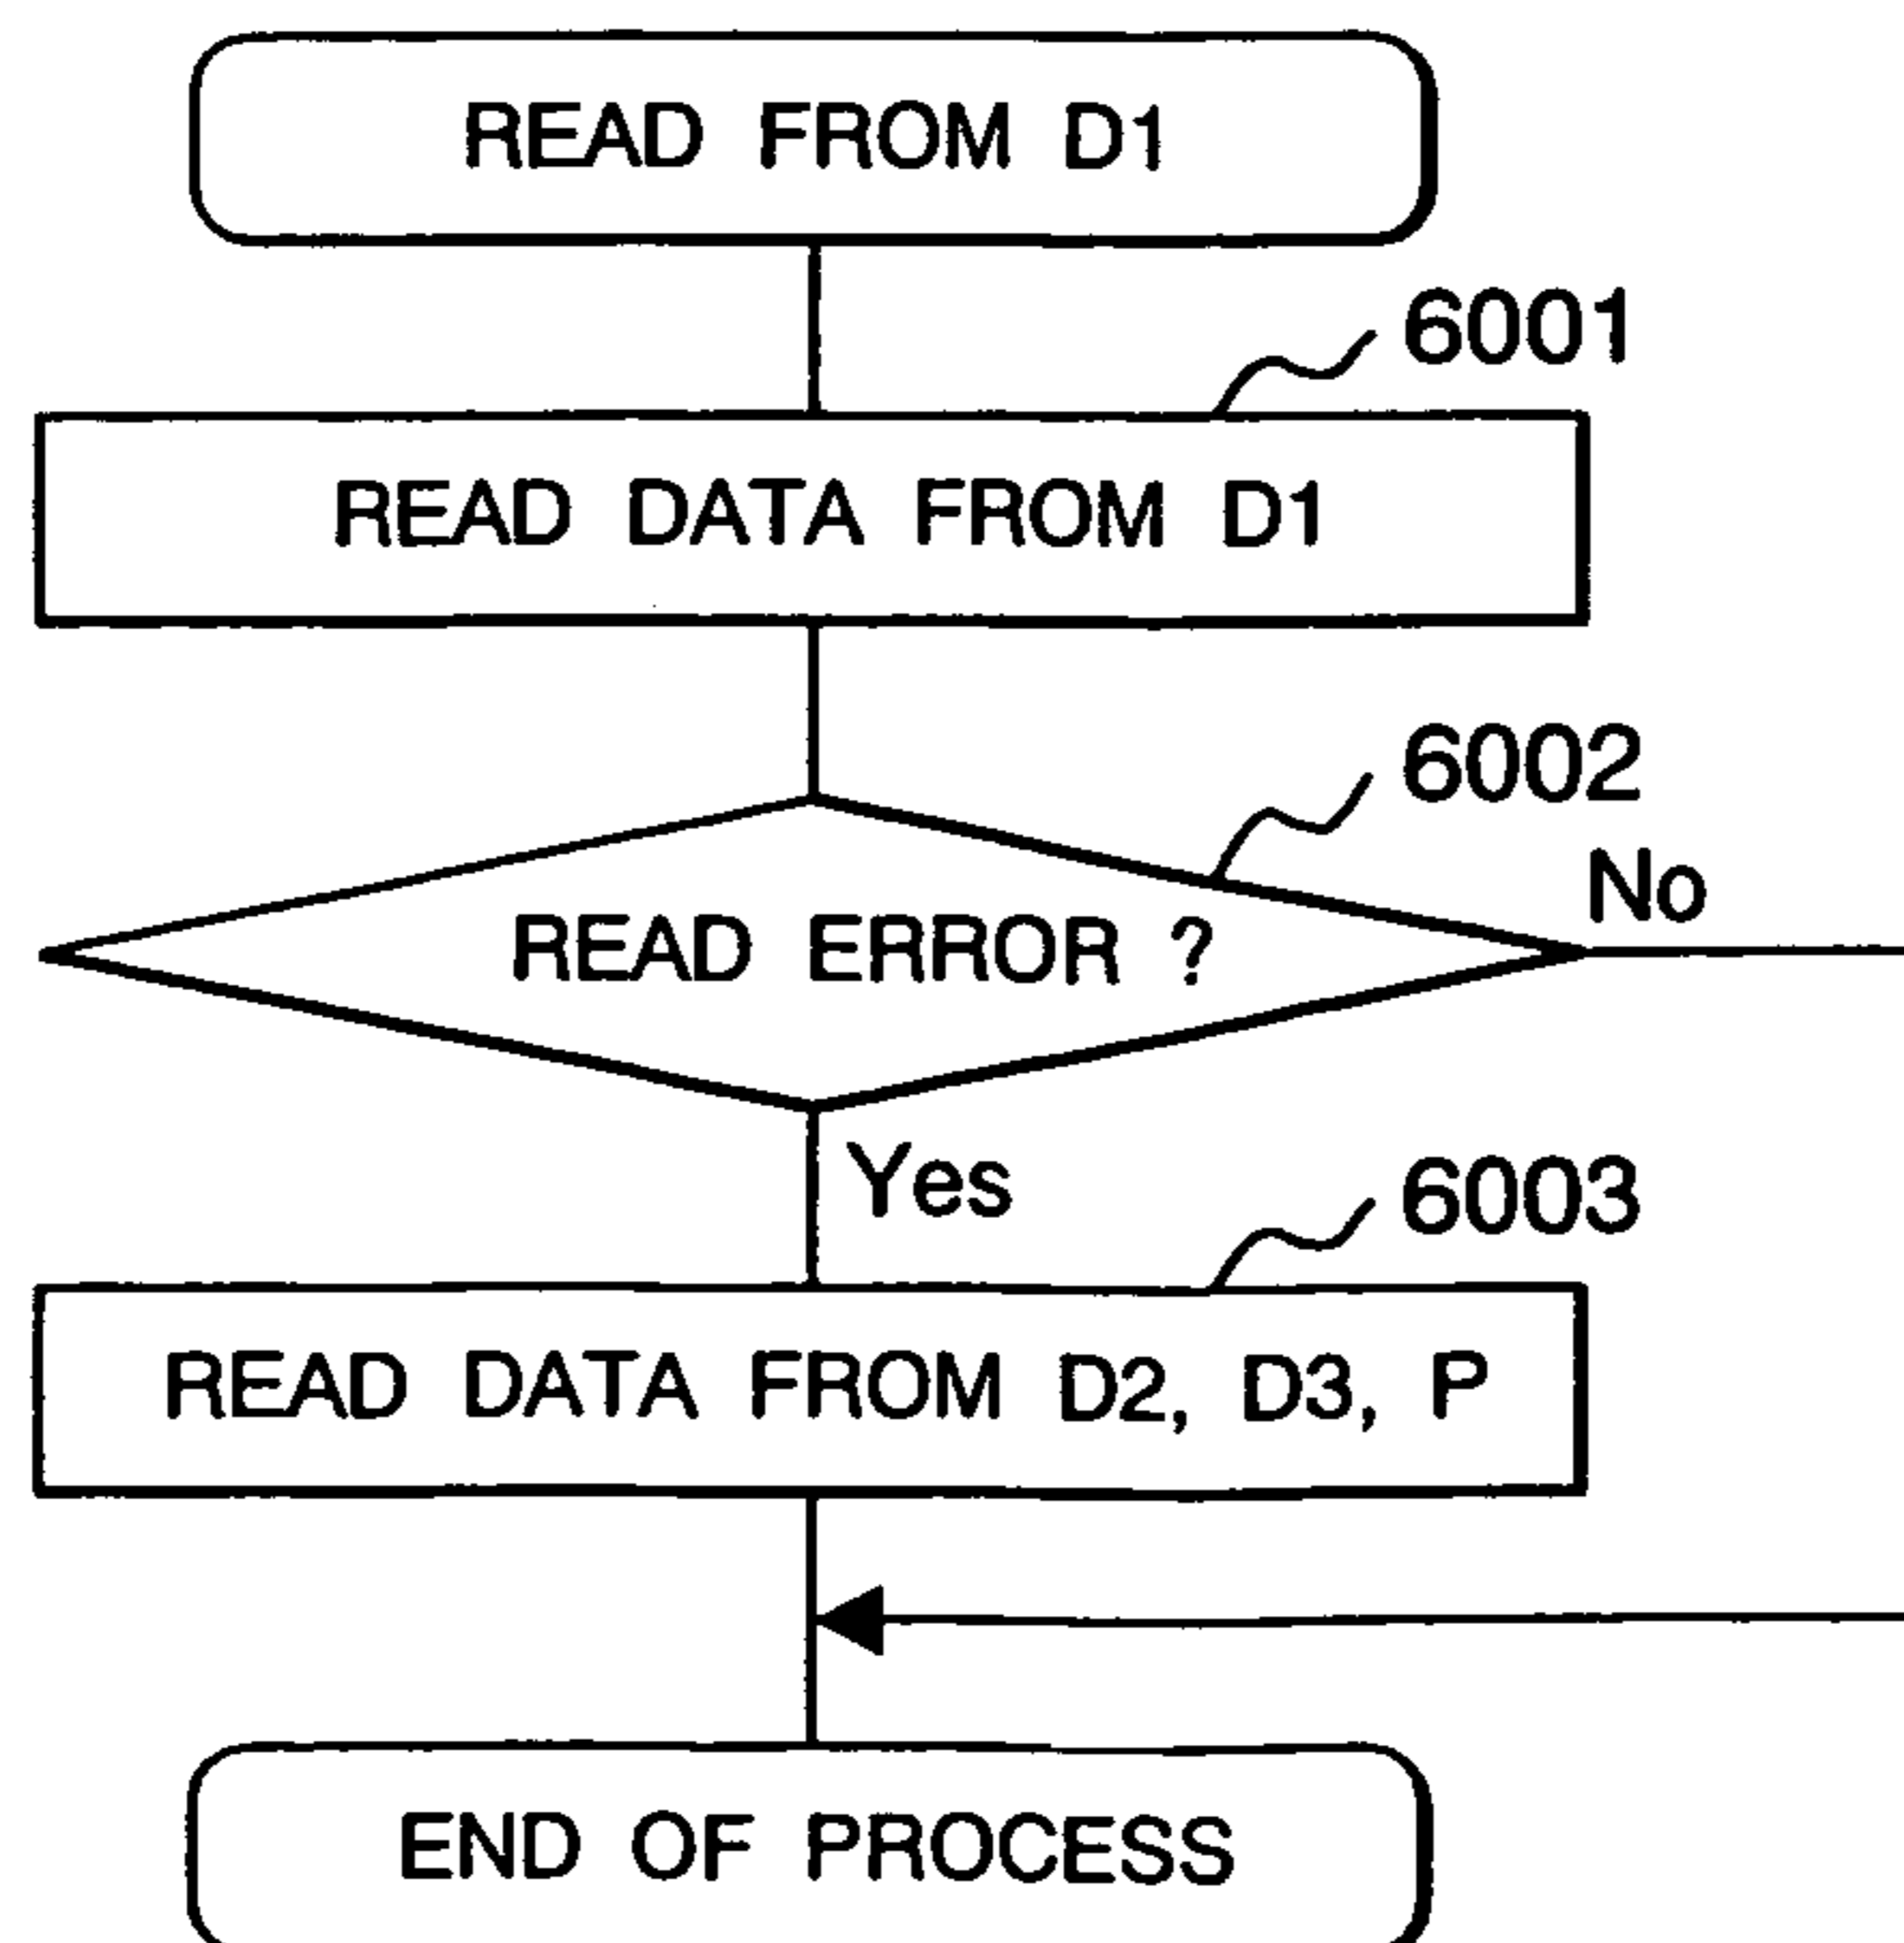 READ FROM D1
6001
READ DATA FROM D1
6002
No
READ ERROR ?
Yes
6003
READ DATA FROM D2, D3, P
END OF PROCESS